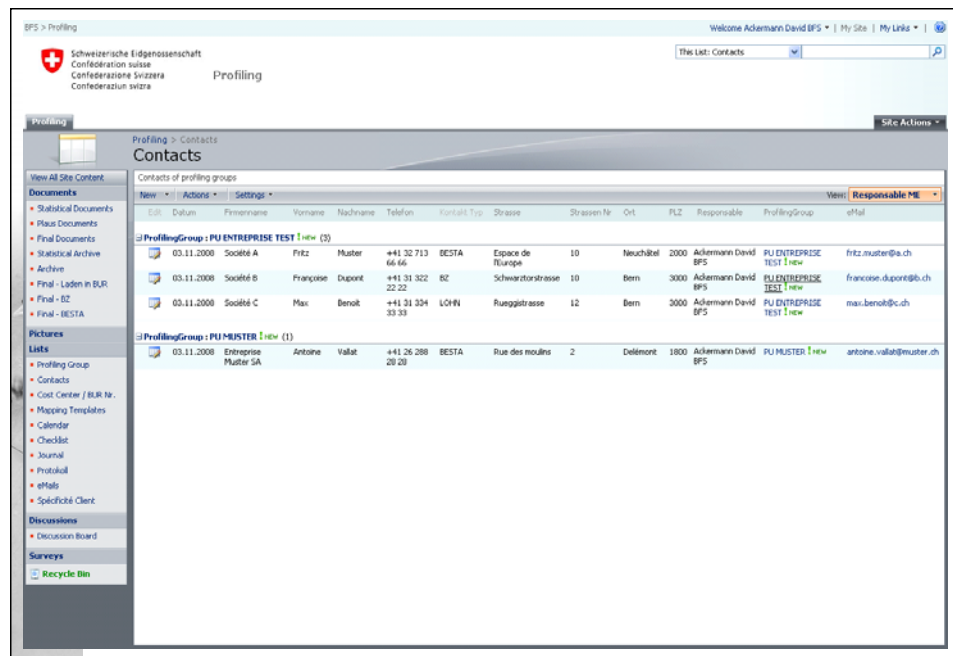 BFS > Profiling
Welcome Ackermann David BFS | My Site | My Links
Schweizerische Eidgenossenschaft
Confédération suisse
Confederazione Svizzera
Confederaziun svizra
Profiling
This List: Contacts
Profiling
Site Actions
Profiling > Contacts
Contacts
View All Site Content
Documents
Statistical Documents
Plaus Documents
Final Documents
Statistical Archive
Archive
Final - Laden in BUR
Final - BZ
Final - BESTA
Pictures
Lists
Profiling Group
Contacts
Cost Center / BUR Nr.
Mapping Templates
Calendar
Checklist
Journal
Protokoll
eMails
Spécificité Client
Discussions
Discussion Board
Surveys
Recycle Bin
Contacts of profiling groups
New Actions Settings View: Responsable ME
Edit Datum Firmenname Vorname Nachname Telefon Kontakt Typ Strasse Strassen Nr Ort PLZ Responsable ProfilingGroup eMail
ProfilingGroup : PU ENTREPRISE TEST ! NEW (3)
03.11.2008 Société A Fritz Muster +41 32 713 BESTA Espace de 10 Neuchâtel 2000 Ackermann David PU ENTREPRISE fritz.muster@a.ch
66 66 l'Europe BFS TEST ! NEW
03.11.2008 Société B Françoise Dupont +41 31 322 BZ Schwarztorstrasse 10 Bern 3000 Ackermann David PU ENTREPRISE francoise.dupont@b.ch
22 22 BFS TEST ! NEW
03.11.2008 Société C Max Benoit +41 31 334 LOHN Rueggistrasse 12 Bern 3000 Ackermann David PU ENTREPRISE max.benoit@c.ch
33 33 BFS TEST ! NEW
ProfilingGroup : PU MUSTER ! NEW (1)
03.11.2008 Entreprise Antoine Vallat +41 26 288 BESTA Rue des moulins 2 Delémont 1800 Ackermann David PU MUSTER ! NEW antoine.vallat@muster.ch
Muster SA 28 28 BFS